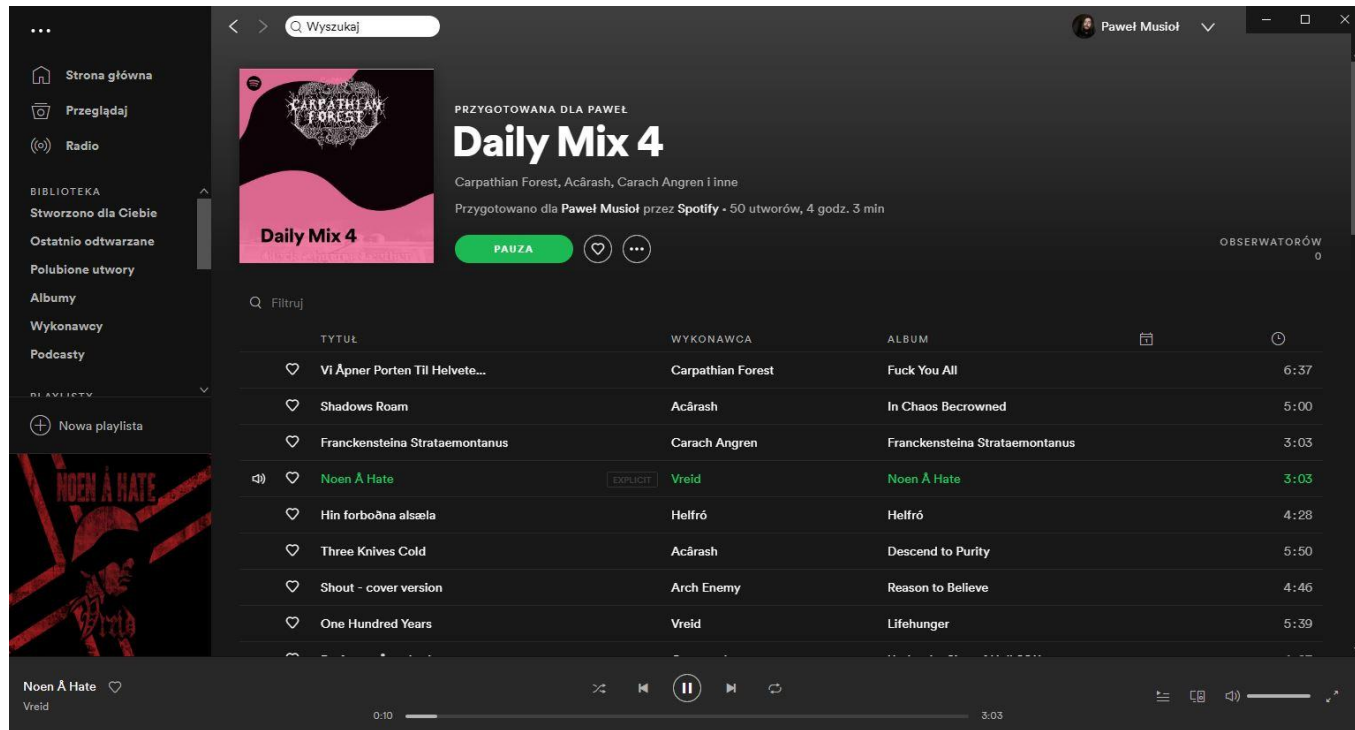 Wyszukaj
Paweł Musioł
Strona główna
Przeglądaj
Radio
BIBLIOTEKA
Stworzono dla Ciebie
Ostatnio odtwarzane
Polubione utwory
Albumy
Wykonawcy
Podcasty
PLAYLISTY
Nowa playlista
NOEN Å HATE
Vreid
CARPATHIAN
FOREST
Daily Mix 4
PRZYGOTOWANA DLA PAWEŁ
Daily Mix 4
Carpathian Forest, Acârash, Carach Angren i inne
Przygotowano dla Paweł Musioł przez Spotify • 50 utworów, 4 godz. 3 min
PAUZA
OBSERWATORÓW
0
Filtruj
TYTUŁ WYKONAWCA ALBUM
Vi Åpner Porten Til Helvete... Carpathian Forest Fuck You All 6:37
Shadows Roam Acârash In Chaos Becrowned 5:00
Franckensteina Strataemontanus Carach Angren Franckensteina Strataemontanus 3:03
Noen Å Hate EXPLICIT Vreid Noen Å Hate 3:03
Hin forboðna alsæla Helfró Helfró 4:28
Three Knives Cold Acârash Descend to Purity 5:50
Shout - cover version Arch Enemy Reason to Believe 4:46
One Hundred Years Vreid Lifehunger 5:39
Noen Å Hate
Vreid
0:10 3:03